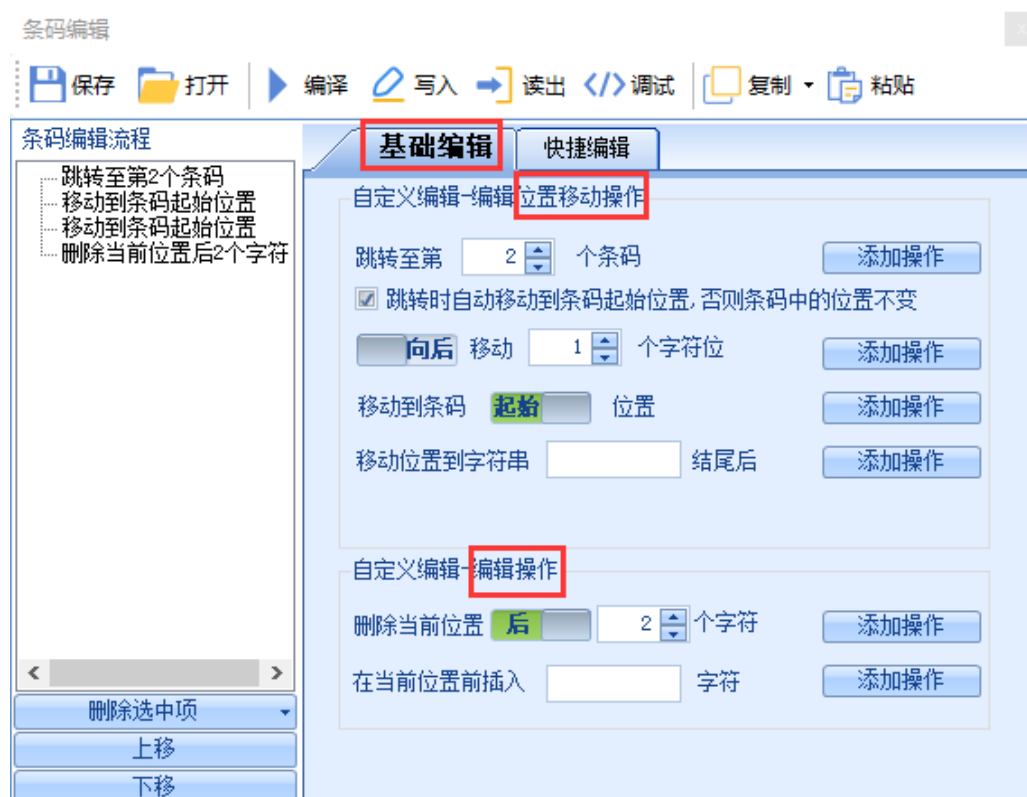 条码编辑
保存 打开 编译 写入 读出 调试 复制 粘贴
条码编辑流程
跳转至第2个条码
移动到条码起始位置
移动到条码起始位置
删除当前位置后2个字符
删除选中项
上移
下移
基础编辑 快捷编辑
自定义编辑-编辑位置移动操作
跳转至第 2 个条码 添加操作
跳转时自动移动到条码起始位置,否则条码中的位置不变
向后 移动 1 个字符位 添加操作
移动到条码 起始 位置 添加操作
移动位置到字符串 结尾后 添加操作
自定义编辑-编辑操作
删除当前位置 后 2 个字符 添加操作
在当前位置前插入 字符 添加操作